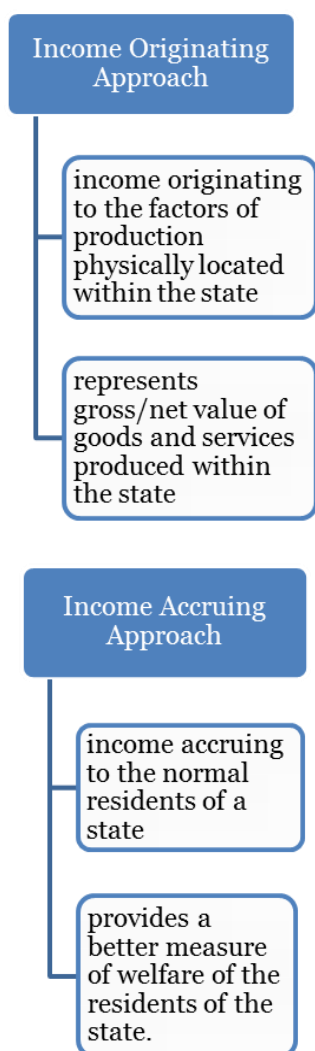 Income Originating
Approach
income originating
to the factors of
production
physically located
within the state
represents
gross/net value of
goods and services
produced within
the state
Income Accruing
Approach
income accruing
to the normal
residents of a
state
provides a
better measure
of welfare of the
residents of the
state.